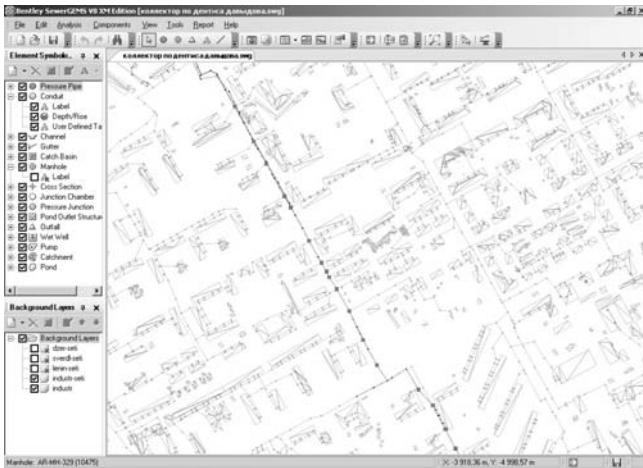 Bentley SewerGEMS V8 XM Edition [коллектор по дентиса давыдова.swg]
File Edit Analysis Components View Tools Report Help
Element Symbols..
коллектор по дентиса давыдова.swg
Pressure Pipe
Conduit
Label
Depth/Rise
User Defined Ta
Channel
Gutter
Catch Basin
Manhole
Label
Cross Section
Junction Chamber
Pressure Junction
Pond Outlet Structure
Outfall
Wet Well
Pump
Catchment
Pond
Background Layers
Background Layers
dzer-seti
sverdl-seti
lenin-seti
industr-seti
industr
Manhole: AR-MH-329 (10475)
X: -3 918,36 m, Y: -4 998,57 m